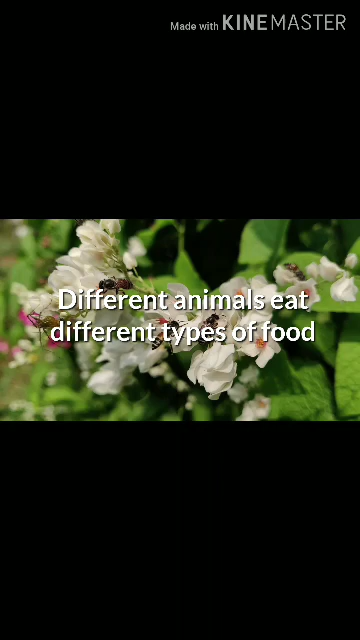 Made with KINEMASTER
Different animals eat
different types of food